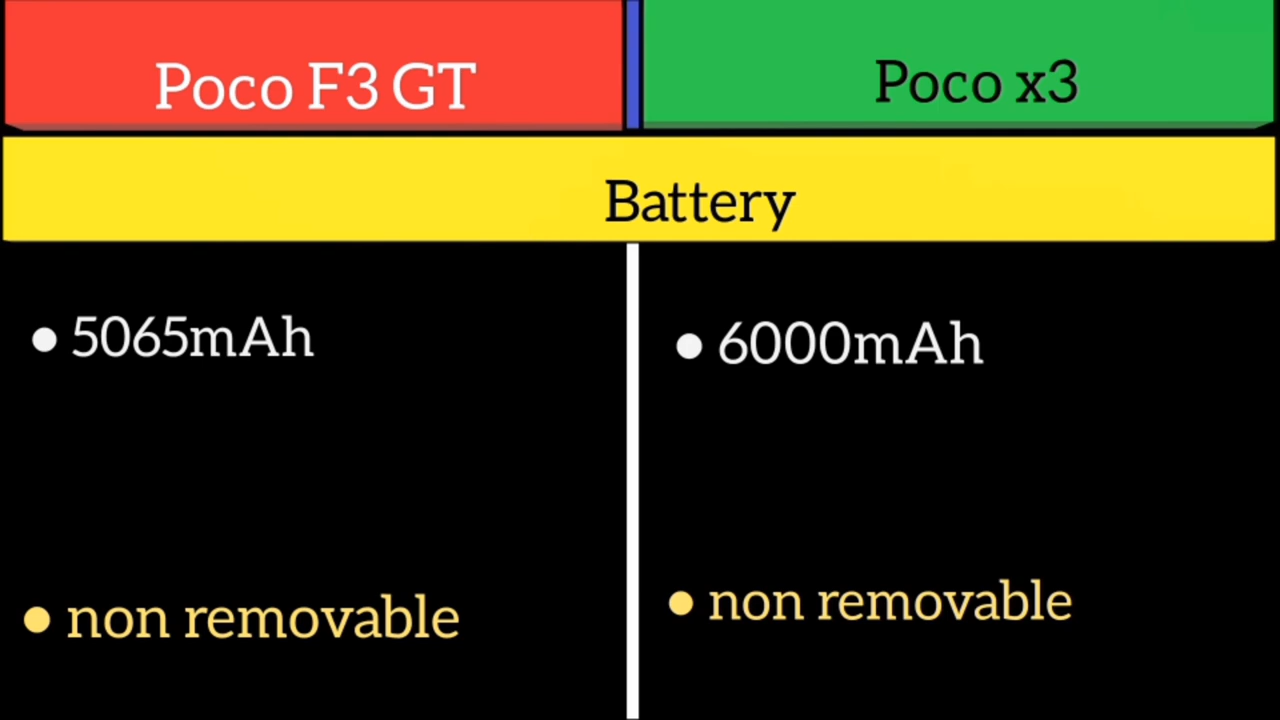 Poco F3 GT
Poco x3
Battery
5065mAh
6000mAh
non removable
non removable